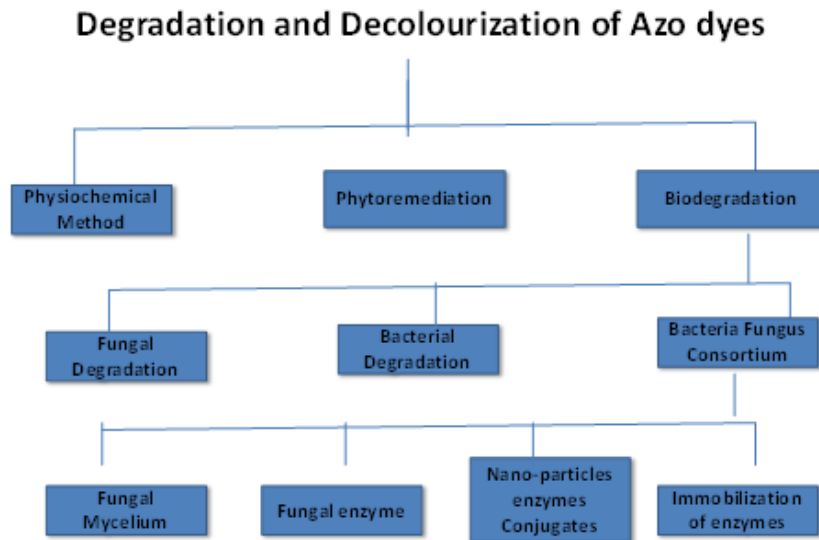 Degradation and Decolourization of Azo dyes
Physiochemical
Method
Phytoremediation
Biodegradation
Fungal
Degradation
Bacterial
Degradation
Bacteria Fungus
Consortium
Fungal
Mycelium
Fungal enzyme
Nano-particles
enzymes
Conjugates
Immobilization
of enzymes